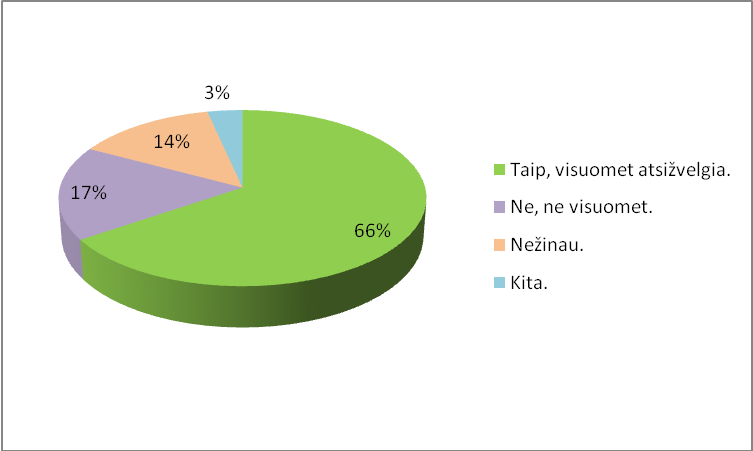 3%
14%
17%
66%
Taip, visuomet atsižvelgia.
Ne, ne visuomet.
Nežinau.
Kita.